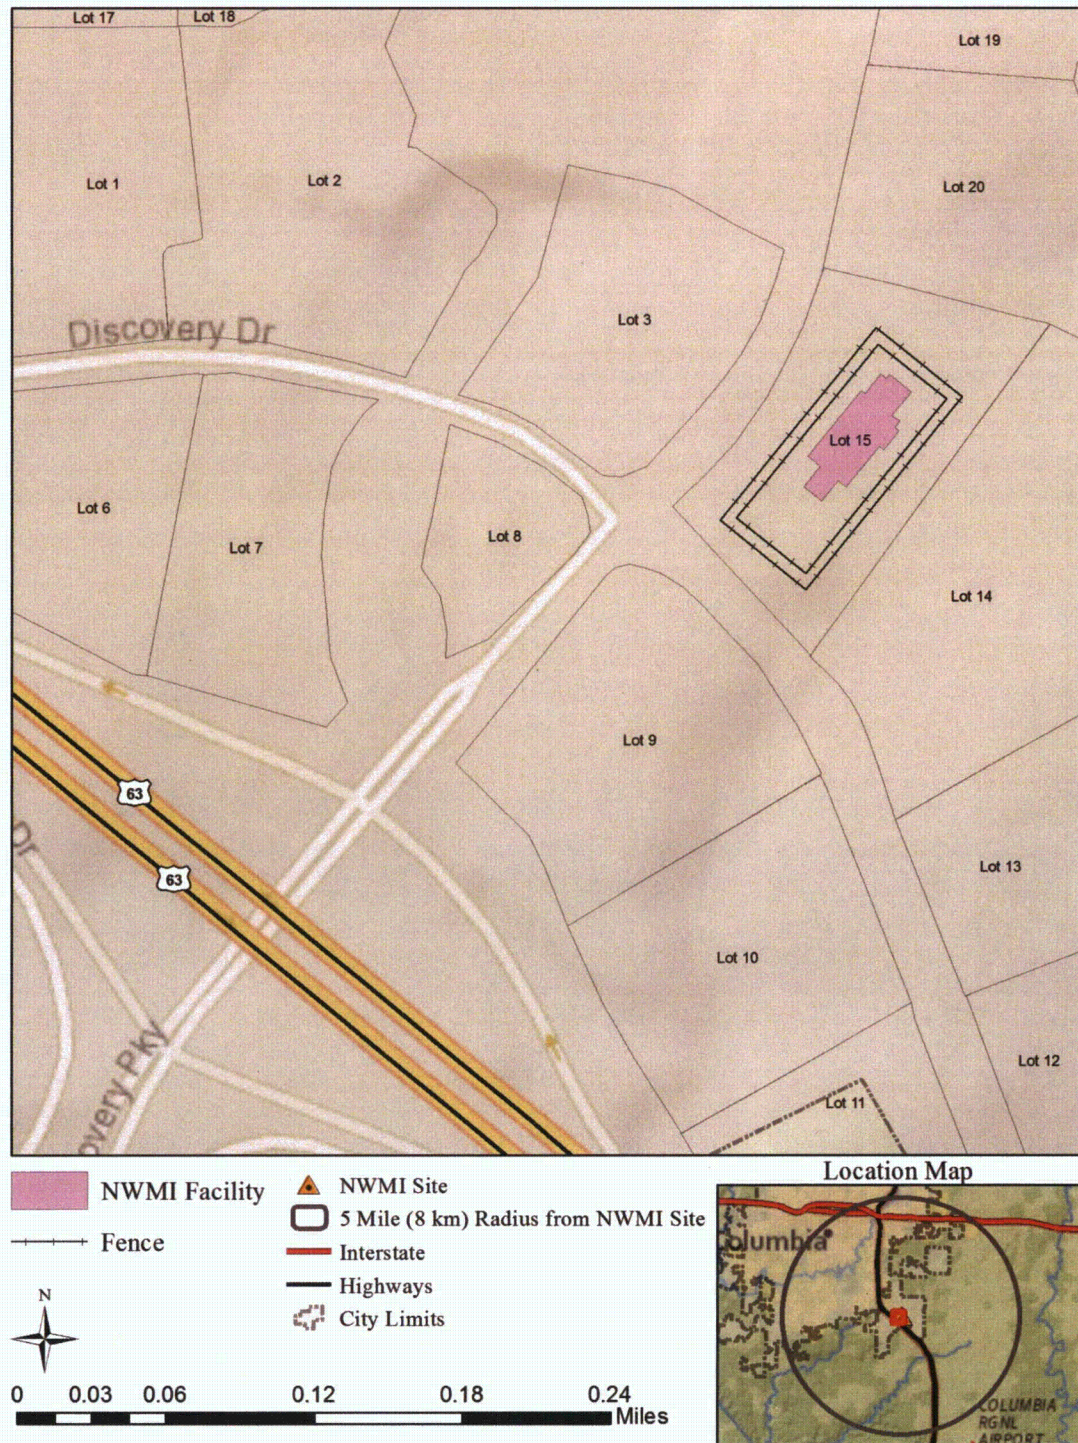 Lot 17
Lot 18
Lot 19
Lot 1
Lot 2
Lot 20
Discovery Dr
Lot 3
Lot 15
Lot 6
Lot 7
Lot 8
Lot 14
Lot 9
63
Dr
63
Lot 13
Lot 10
overy Pky
Lot 12
Lot 11
NWMI Facility
Fence
NWMI Site
5 Mile (8 km) Radius from NWMI Site
Interstate
Highways
City Limits
N
0 0.03 0.06 0.12 0.18 0.24
Miles
Location Map
Columbia
COLUMBIA
RGNL
AIRPORT